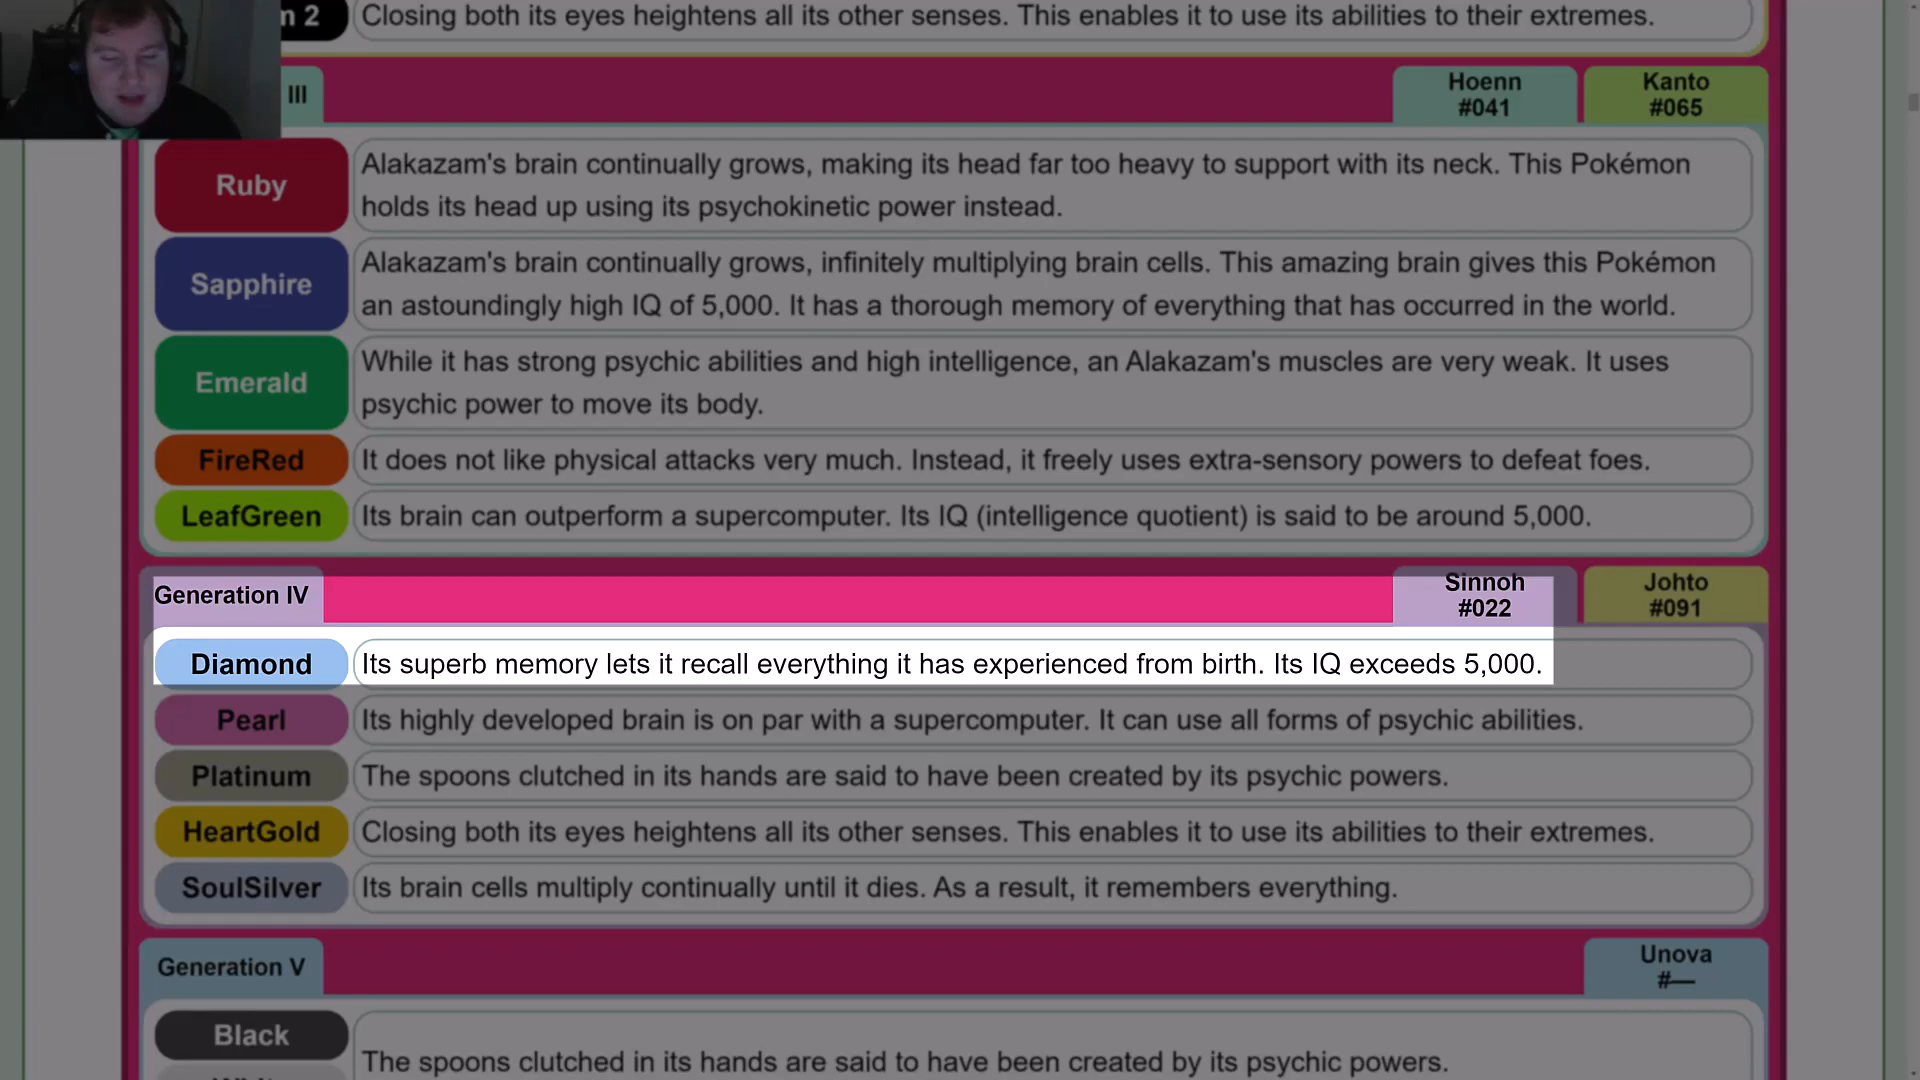 n 2 Closing both its eyes heightens all its other senses. This enables it to use its abilities to their extremes.
III Hoenn #041 Kanto #065
Ruby Alakazam's brain continually grows, making its head far too heavy to support with its neck. This Pokémon
holds its head up using its psychokinetic power instead.
Sapphire Alakazam's brain continually grows, infinitely multiplying brain cells. This amazing brain gives this Pokémon
an astoundingly high IQ of 5,000. It has a thorough memory of everything that has occurred in the world.
Emerald While it has strong psychic abilities and high intelligence, an Alakazam's muscles are very weak. It uses
psychic power to move its body.
FireRed It does not like physical attacks very much. Instead, it freely uses extra-sensory powers to defeat foes.
LeafGreen Its brain can outperform a supercomputer. Its IQ (intelligence quotient) is said to be around 5,000.
Generation IV Sinnoh #022 Johto #091
Diamond Its superb memory lets it recall everything it has experienced from birth. Its IQ exceeds 5,000.
Pearl Its highly developed brain is on par with a supercomputer. It can use all forms of psychic abilities.
Platinum The spoons clutched in its hands are said to have been created by its psychic powers.
HeartGold Closing both its eyes heightens all its other senses. This enables it to use its abilities to their extremes.
SoulSilver Its brain cells multiply continually until it dies. As a result, it remembers everything.
Generation V Unova #—
Black
The spoons clutched in its hands are said to have been created by its psychic powers.